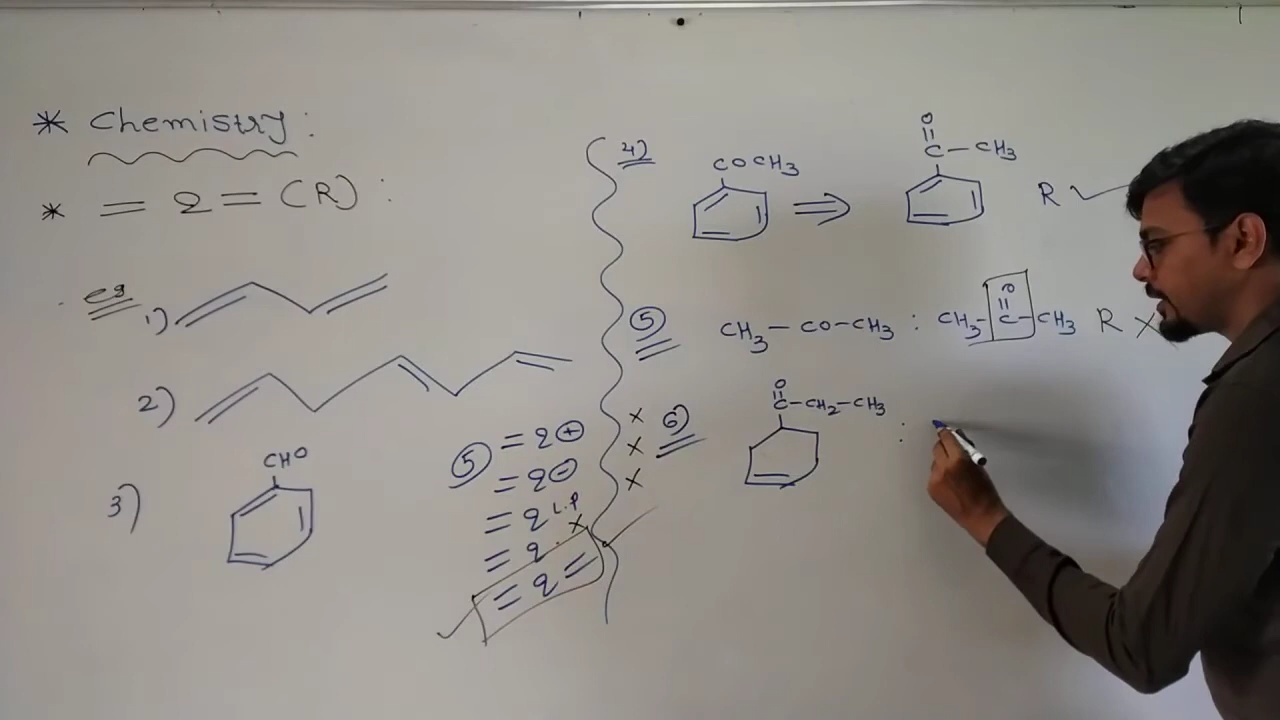 * Chemistry :
* = 2 = (R) :
eg 1)
2)
3) CHO
5 = 2 ⊕
= 2 ⊖
= 2 L.P
= 2 . X
= 2 =
4) COCH3 ⇒ O
C — CH3 R ✓
5) CH3 — CO — CH3 : CH3 — C — CH3 R X
O
X
X
X
6) O
C — CH2 — CH3 :